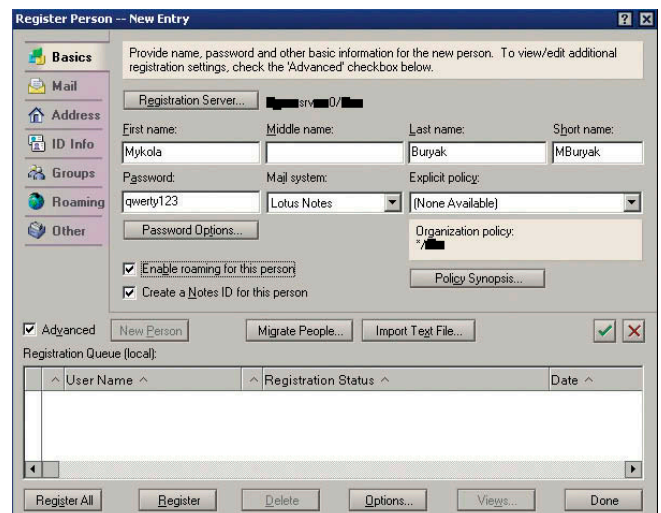 Register Person -- New Entry
Basics
Mail
Address
ID Info
Groups
Roaming
Other
Provide name, password and other basic information for the new person. To view/edit additional
registration settings, check the 'Advanced' checkbox
below.
Registration Server...
srv 0/
First name:
Middle name:
Last name:
Short name:
Mykola
Buryak
MBuryak
Password:
Mail system:
Explicit policy:
qwerty123
Lotus Notes
(None Available)
Password Options...
Organization policy:
*/
Enable roaming for this person
Policy Synopsis...
Create a Notes ID for this person
Advanced
New Person
Migrate People...
Import Text File...
Registration Queue (local):
User Name
Registration Status
Date
Register All
Register
Delete
Options...
Views...
Done